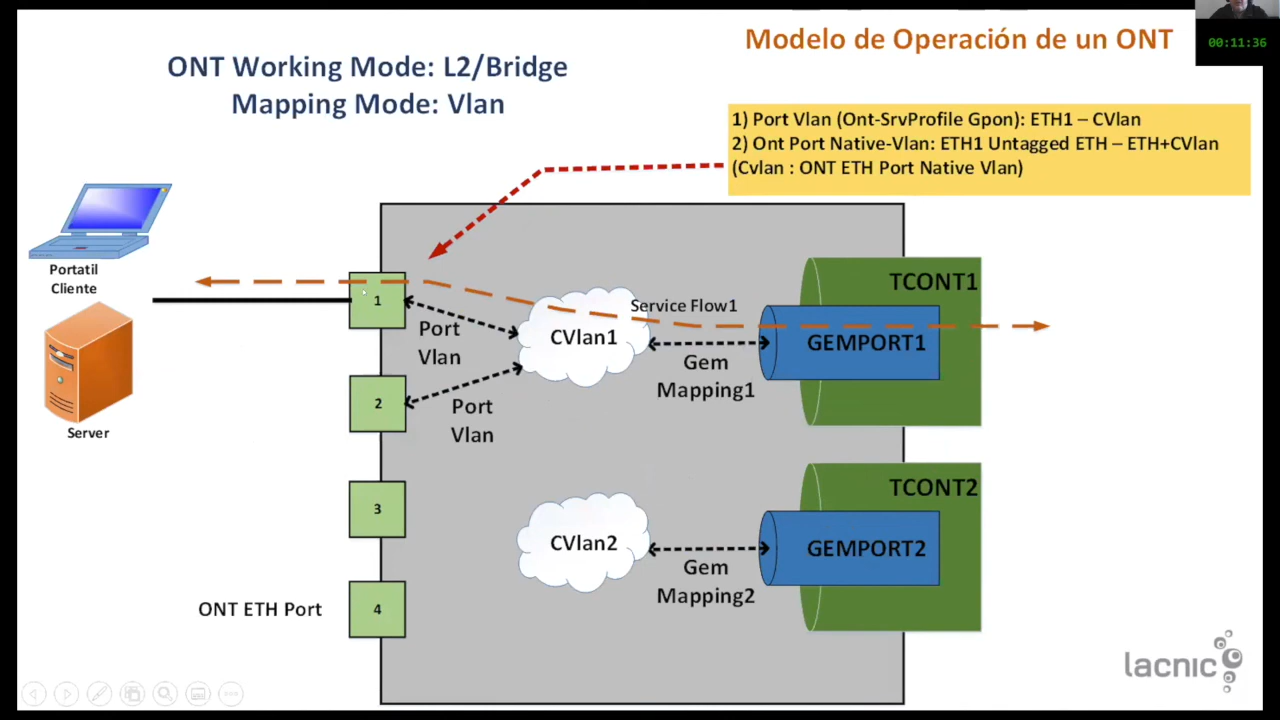 Modelo de Operación de un ONT
00:11:36
ONT Working Mode: L2/Bridge
Mapping Mode: Vlan
1) Port Vlan (Ont-SrvProfile Gpon): ETH1 – CVlan
2) Ont Port Native-Vlan: ETH1 Untagged ETH – ETH+CVlan
(Cvlan : ONT ETH Port Native Vlan)
Portatil
Cliente
Server
1
Port
Vlan
CVlan1
Service Flow1
Gem
Mapping1
TCONT1
GEMPORT1
2
Port
Vlan
3
CVlan2
Gem
Mapping2
TCONT2
GEMPORT2
ONT ETH Port
4
lacnic